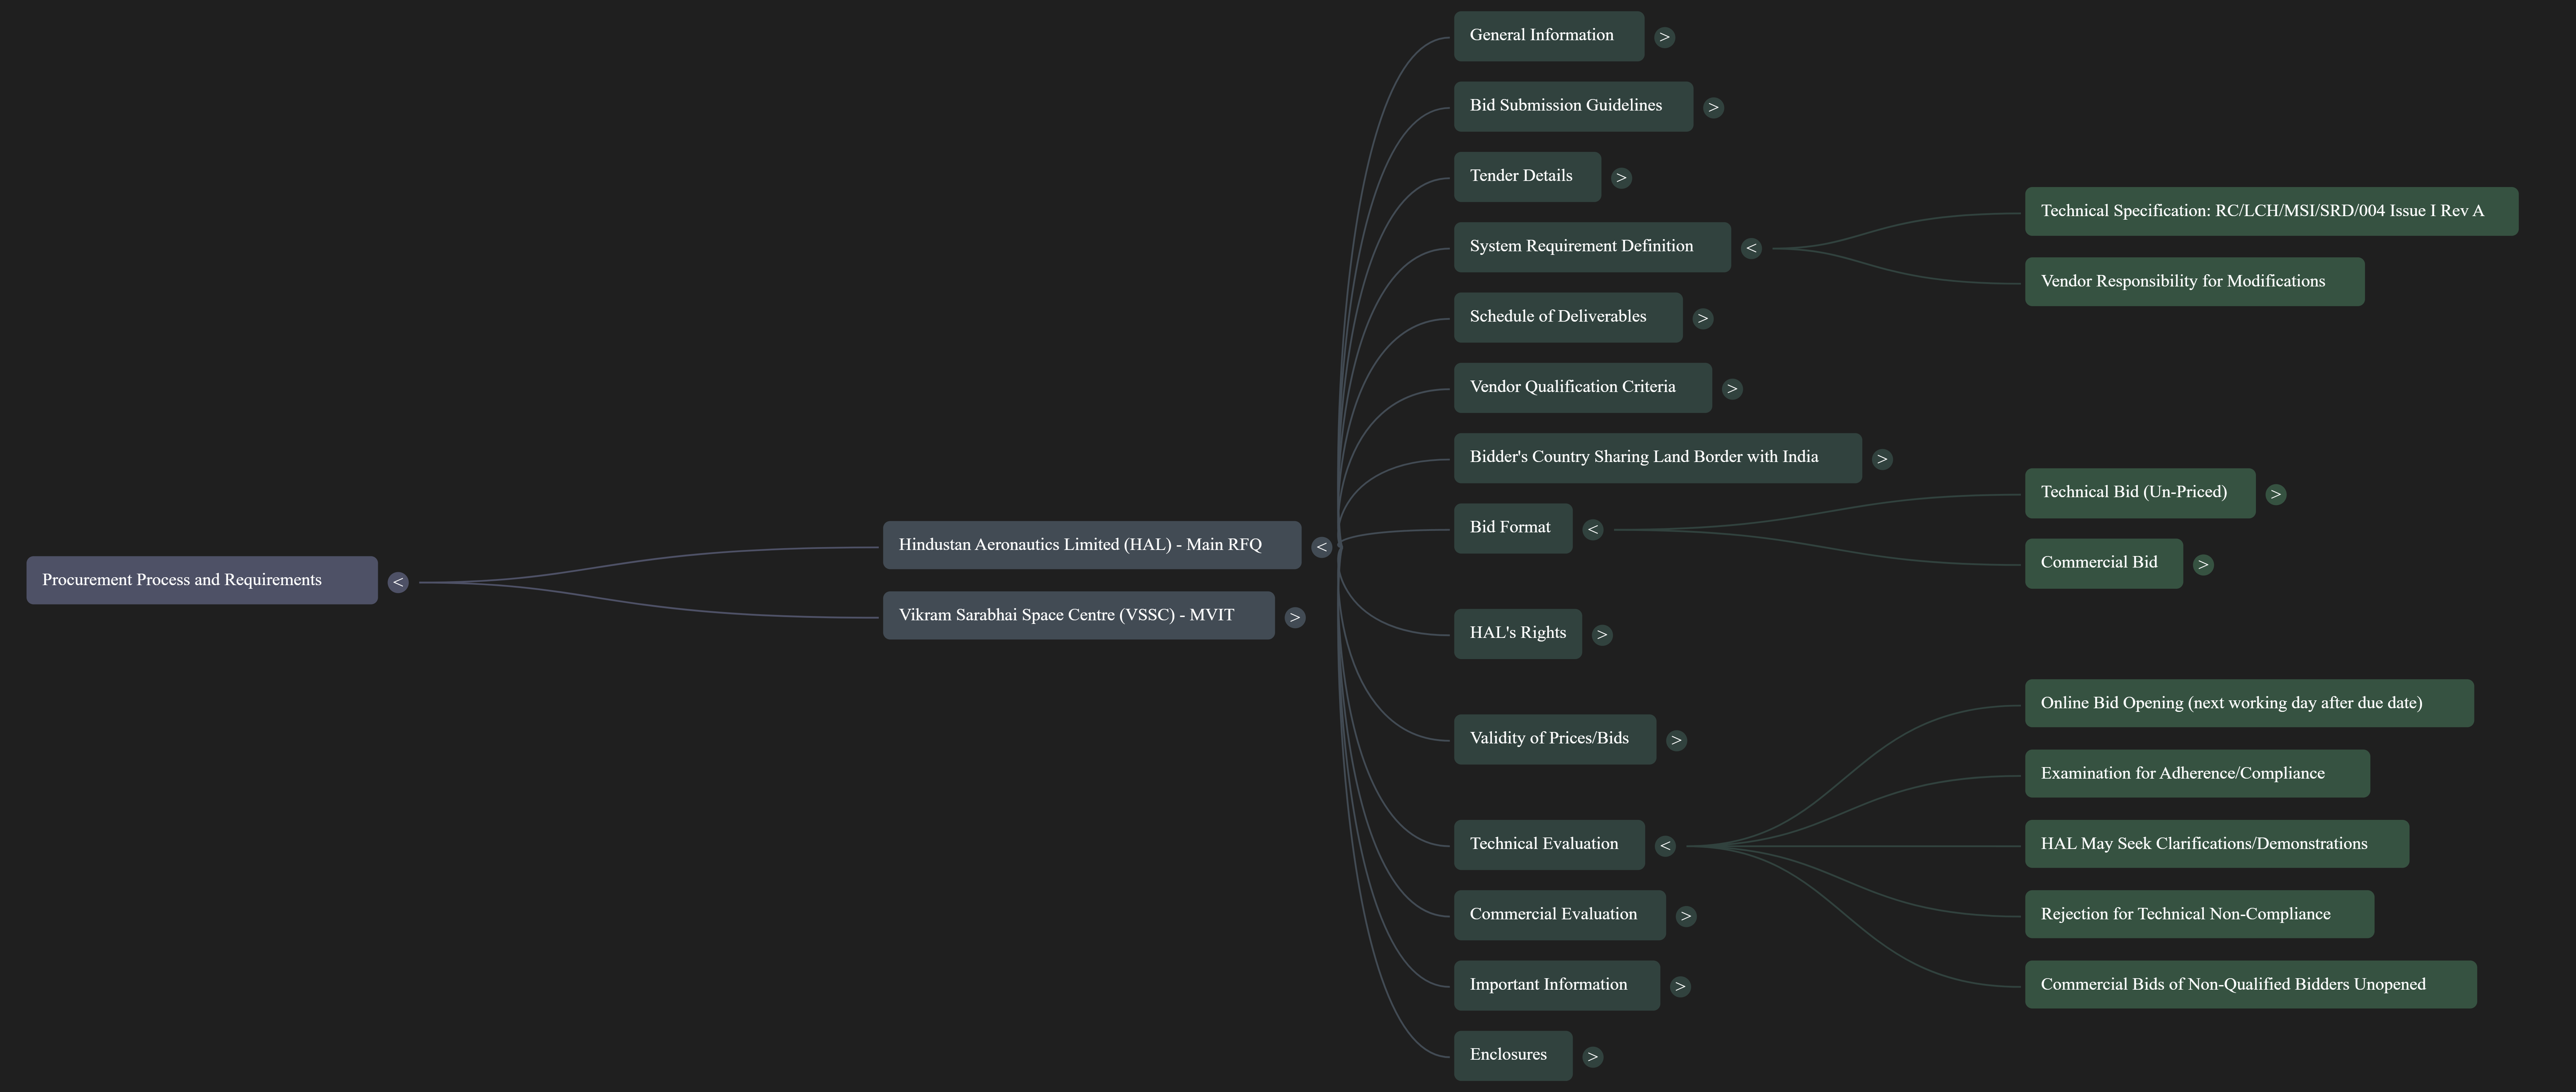 Procurement Process and Requirements <
Hindustan Aeronautics Limited (HAL) - Main RFQ <
Vikram Sarabhai Space Centre (VSSC) - MVIT >
General Information >
Bid Submission Guidelines >
Tender Details >
System Requirement Definition <
Technical Specification: RC/LCH/MSI/SRD/004 Issue I Rev A
Vendor Responsibility for Modifications
Schedule of Deliverables >
Vendor Qualification Criteria >
Bidder's Country Sharing Land Border with India >
Bid Format <
Technical Bid (Un-Priced) >
Commercial Bid >
HAL's Rights >
Validity of Prices/Bids >
Technical Evaluation <
Online Bid Opening (next working day after due date)
Examination for Adherence/Compliance
HAL May Seek Clarifications/Demonstrations
Rejection for Technical Non-Compliance
Commercial Bids of Non-Qualified Bidders Unopened
Commercial Evaluation >
Important Information >
Enclosures >